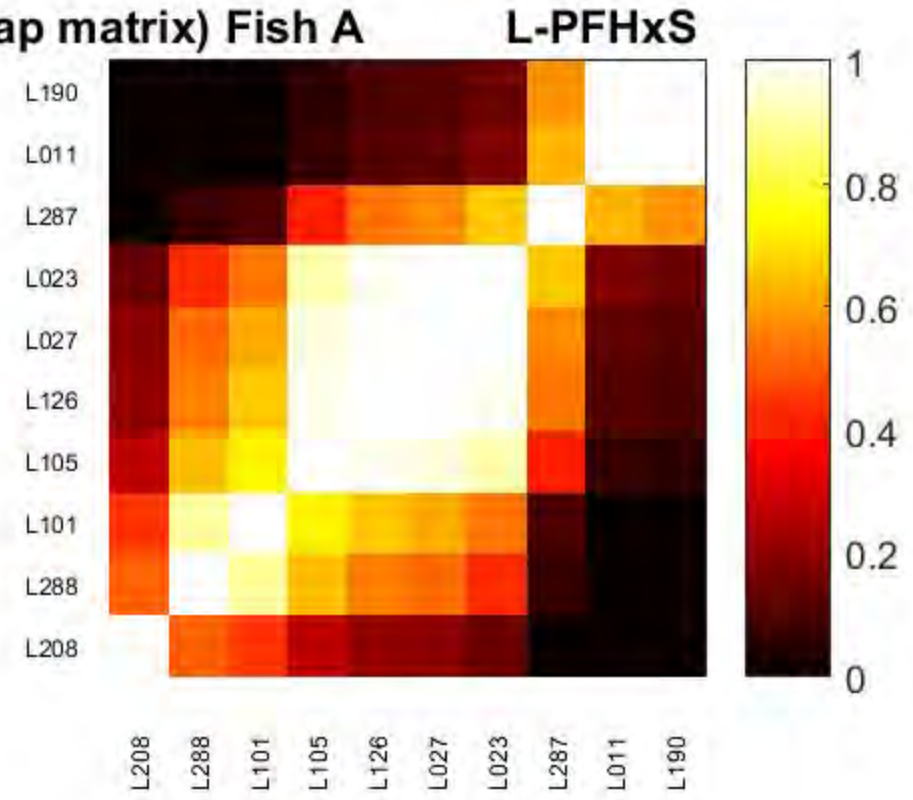 ap matrix) Fish A L-PFHxS
L190
L011
L287
L023
L027
L126
L105
L101
L288
L208
1
0.8
0.6
0.4
0.2
0
L208 L288 L101 L105 L126 L027 L023 L287 L011 L190